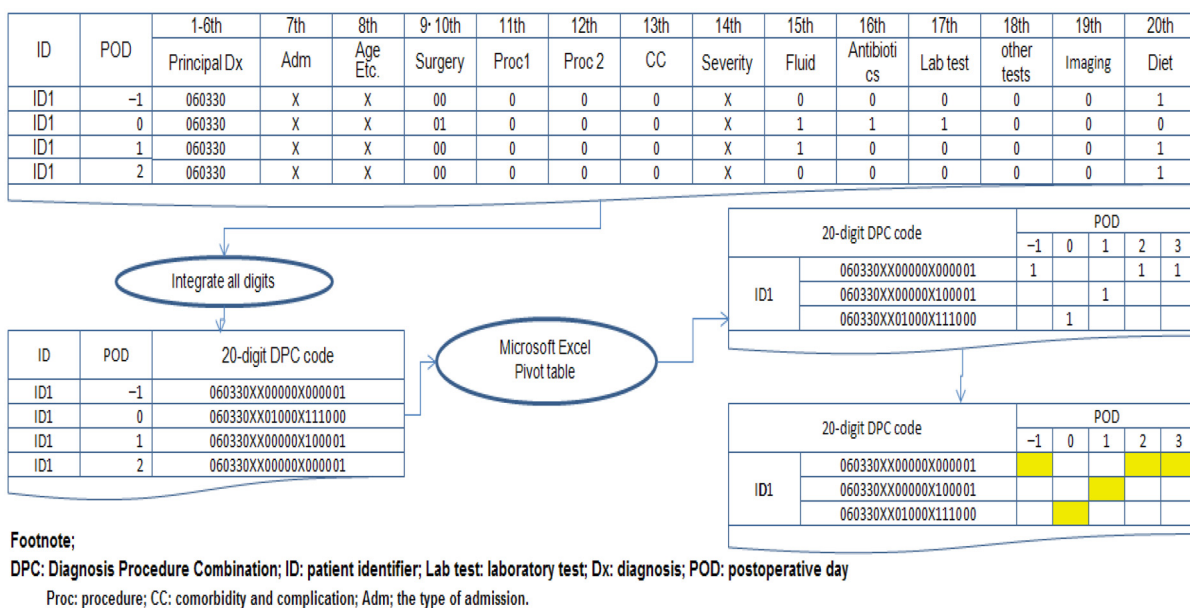 1-6th 7th 8th 9·10th 11th 12th 13th 14th 15th 16th 17th 18th 19th 20th
ID POD Principal Dx Adm Age Etc. Surgery Proc1 Proc 2 CC Severity Fluid Antibioti cs Lab test other tests Imaging Diet
ID1 −1 060330 X X 00 0 0 0 X 0 0 0 0 0 1
ID1 0 060330 X X 01 0 0 0 X 1 1 1 0 0 0
ID1 1 060330 X X 00 0 0 0 X 1 0 0 0 0 1
ID1 2 060330 X X 00 0 0 0 X 0 0 0 0 0 1
Integrate all digits
ID POD 20-digit DPC code
ID1 −1 060330XX00000X000001
ID1 0 060330XX01000X111000
ID1 1 060330XX00000X100001
ID1 2 060330XX00000X000001
Microsoft Excel
Pivot table
20-digit DPC code POD
−1 0 1 2 3
ID1 060330XX00000X000001 1 1 1
060330XX00000X100001 1
060330XX01000X111000 1
20-digit DPC code POD
−1 0 1 2 3
ID1 060330XX00000X000001
060330XX00000X100001
060330XX01000X111000
Footnote;
DPC: Diagnosis Procedure Combination; ID: patient identifier; Lab test: laboratory test; Dx: diagnosis; POD: postoperative day
Proc: procedure; CC: comorbidity and complication; Adm; the type of admission.